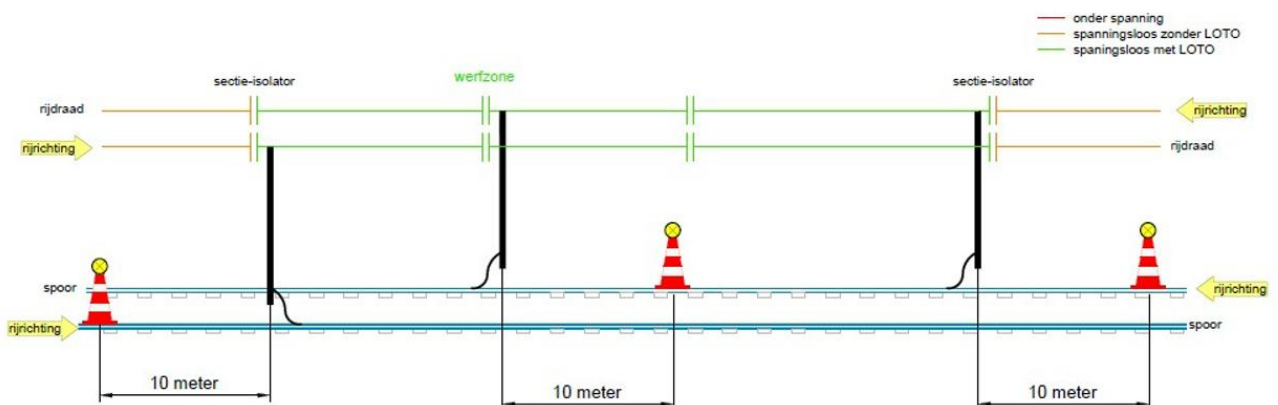 onder spanning
spanningsloos zonder LOTO
spaningsloos met LOTO
sectie-isolator
werfzone
sectie-isolator
rijdraad
rijrichting
rijrichting
rijdraad
spoor
rijrichting
rijrichting
spoor
10 meter
10 meter
10 meter